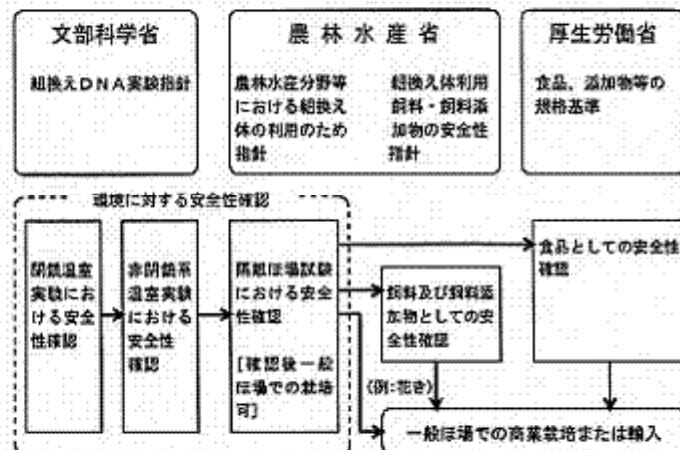 文部科学省
組換えDNA実験指針
農林水産省
農林水産分野等
における組換え
体の利用のため
指針
組換え体利用
飼料・飼料添
加物の安全性
指針
厚生労働省
食品、添加物等の
規格基準
環境に対する安全性確認
閉鎖温室
実験にお
ける安全
性確認
非閉鎖系
温室実験
における
安全性
確認
隔離ほ場試験
における安全
性確認
[確認後一般
ほ場での栽培
可]
飼料及び飼料添
加物としての安
全性確認
食品としての安全性
確認
(例:花き)
一般ほ場での商業栽培または輸入